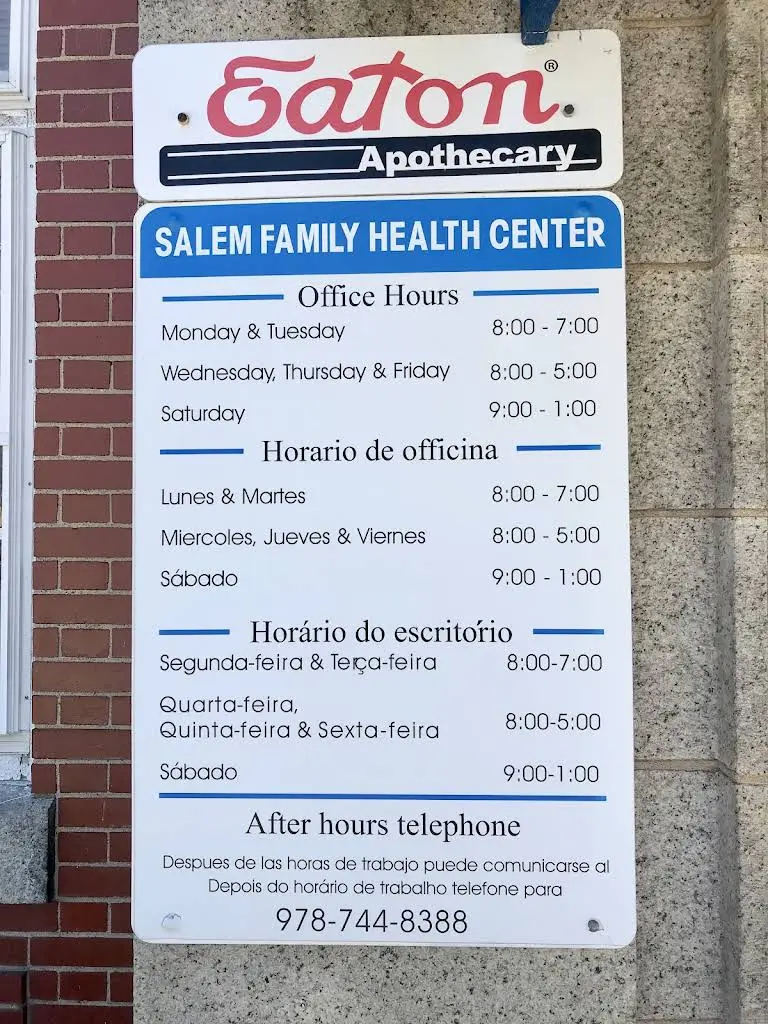 Eaton®
Apothecary
SALEM FAMILY HEALTH CENTER
Office Hours
Monday & Tuesday 8:00 - 7:00
Wednesday, Thursday & Friday 8:00 - 5:00
Saturday 9:00 - 1:00
Horario de officina
Lunes & Martes 8:00 - 7:00
Miercoles, Jueves & Viernes 8:00 - 5:00
Sábado 9:00 - 1:00
Horário do escritório
Segunda-feira & Terça-feira 8:00-7:00
Quarta-feira,
Quinta-feira & Sexta-feira 8:00-5:00
Sábado 9:00-1:00
After hours telephone
Despues de las horas de trabajo puede comunicarse al
Depois do horário de trabalho telefone para
978-744-8388